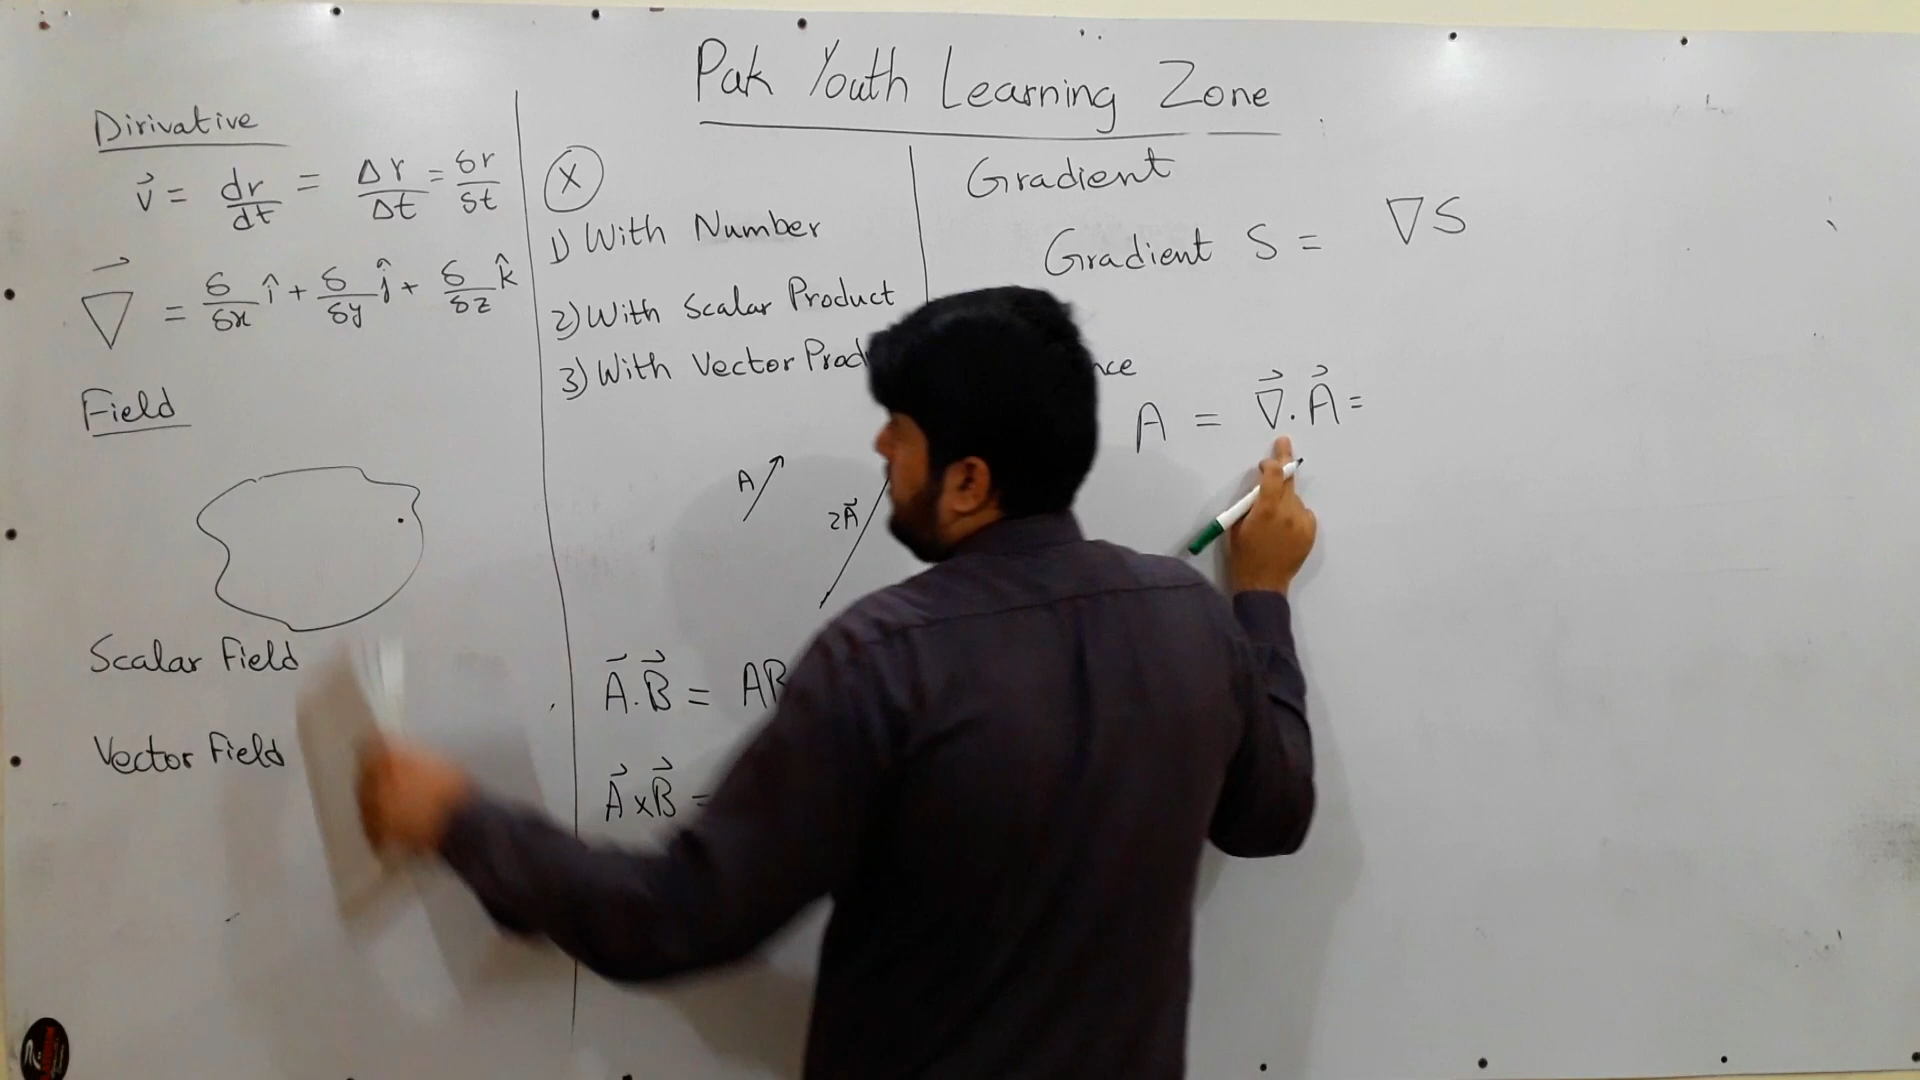 Pak Youth Learning Zone
Dirivative
v⃗ = dr/dt = Δr/Δt = δr/δt
∇⃗ = δ/δx î + δ/δy ĵ + δ/δz k̂
Field
Scalar Field
Vector Field
X
1) With Number
2) With Scalar Product
3) With Vector Prod
A
2A⃗
A⃗.B⃗ = AB
A⃗xB⃗ =
Gradient
Gradient S = ∇S
nce
A = ∇⃗.A⃗ =